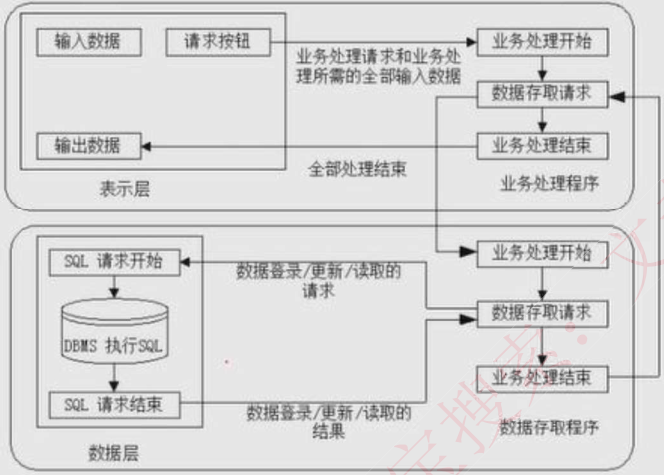 输入数据
请求按钮
业务处理请求和业务处
理所需的全部输入数据
业务处理开始
数据存取请求
输出数据
全部处理结束
业务处理结束
表示层
业务处理程序
SQL 请求开始
数据登录/更新/读取的
请求
业务处理开始
DBMS 执行SQL
数据存取请求
SQL 请求结束
数据登录/更新/读取的
结果
业务处理结束
数据层
数据存取程序
搜索: